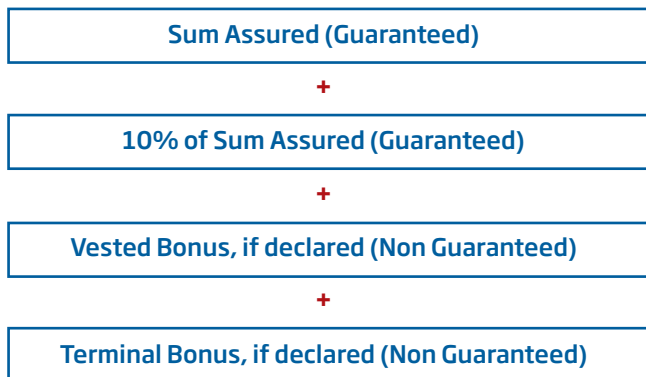 Sum Assured (Guaranteed)
+
10% of Sum Assured (Guaranteed)
+
Vested Bonus, if declared (Non Guaranteed)
+
Terminal Bonus, if declared (Non Guaranteed)